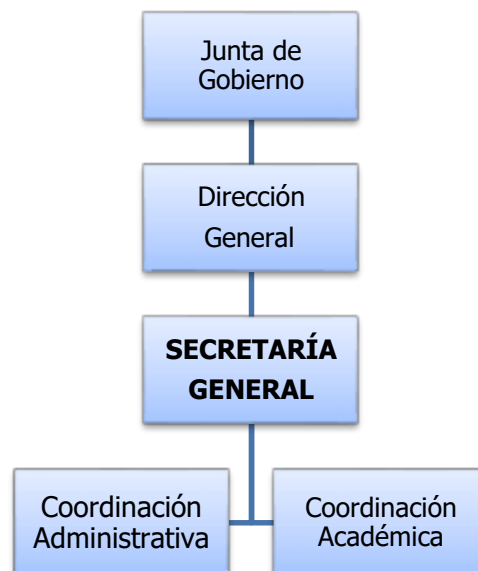 Junta de
Gobierno
Dirección
General
SECRETARÍA
GENERAL
Coordinación
Administrativa
Coordinación
Académica